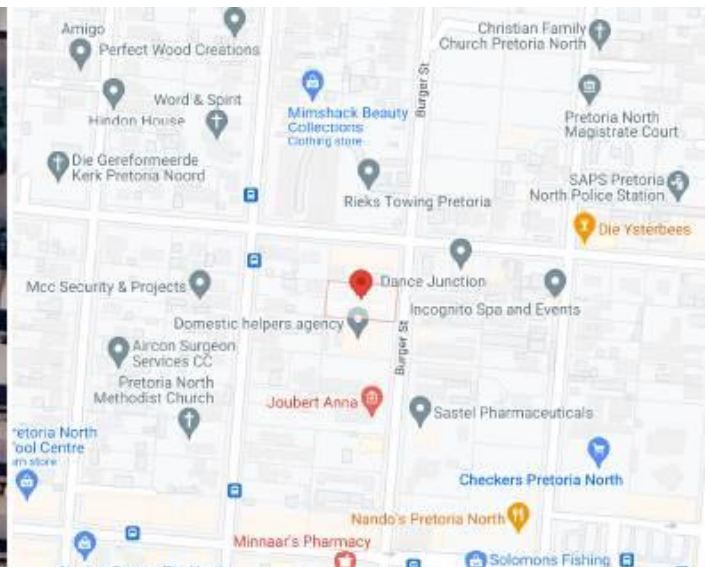 Amigo
Perfect Wood Creations
Christian Family
Church Pretoria North
Burger St
Word & Spirit
Hindon House
Mimshack Beauty
Collections
Clothing store
Pretoria North
Magistrate Court
Die Gereformeerde
Kerk Pretoria Noord
Rieks Towing Pretoria
SAPS Pretoria
North Police Station
Die Ysterbees
Mcc Security & Projects
Dance Junction
Incognito Spa and Events
Domestic helpers agency
Burger St
Aircon Surgeon
Services CC
Pretoria North
Methodist Church
Joubert Anna
Sastel Pharmaceuticals
etoria North
ool Centre
store
Checkers Pretoria North
Nando's Pretoria North
Minnaar's Pharmacy
Solomons Fishing